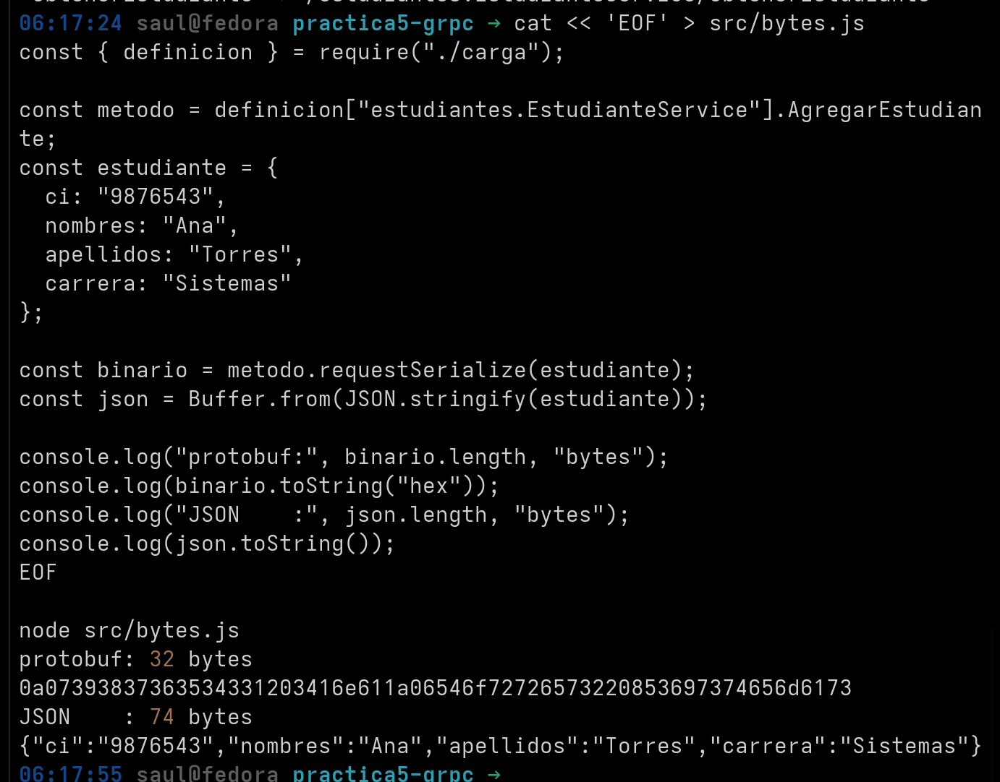 06:17:24 saul@fedora practica5-grpc → cat << 'EOF' > src/bytes.js
const { definicion } = require("./carga");
const metodo = definicion["estudiantes.EstudianteService"].AgregarEstudian
te;
const estudiante = {
  ci: "9876543",
  nombres: "Ana",
  apellidos: "Torres",
  carrera: "Sistemas"
};
const binario = metodo.requestSerialize(estudiante);
const json = Buffer.from(JSON.stringify(estudiante));
console.log("protobuf:", binario.length, "bytes");
console.log(binario.toString("hex"));
console.log("JSON    :", json.length, "bytes");
console.log(json.toString());
EOF
node src/bytes.js
protobuf: 32 bytes
0a07393837363534331203416e611a06546f72726573220853697374656d6173
JSON    : 74 bytes
{"ci":"9876543","nombres":"Ana","apellidos":"Torres","carrera":"Sistemas"}
06:17:55 saul@fedora practica5-grpc →